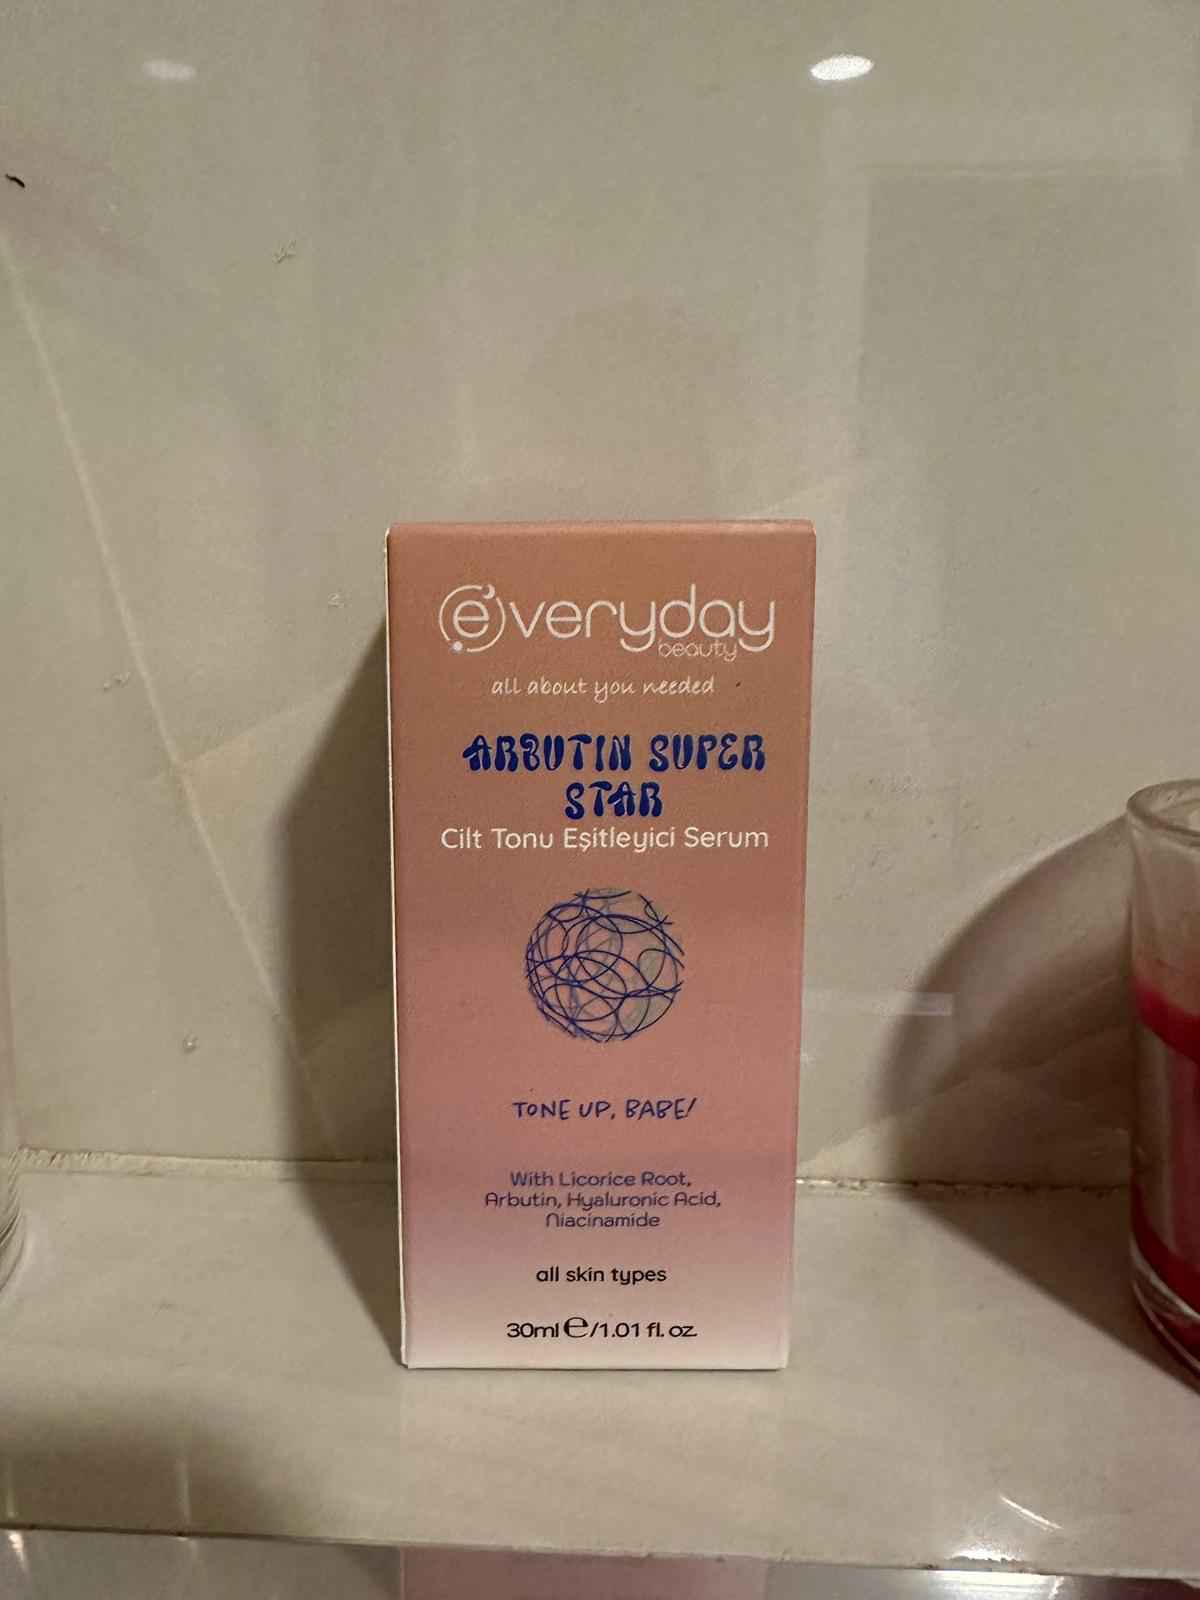 everyday
beauty
all about you needed
ARBUTIN SUPER
STAR
Cilt Tonu Eşitleyici Serum
TONE UP, BABE!
With Licorice Root,
Arbutin, Hyaluronic Acid,
Niacinamide
all skin types
30ml ℮/1.01 fl. oz.